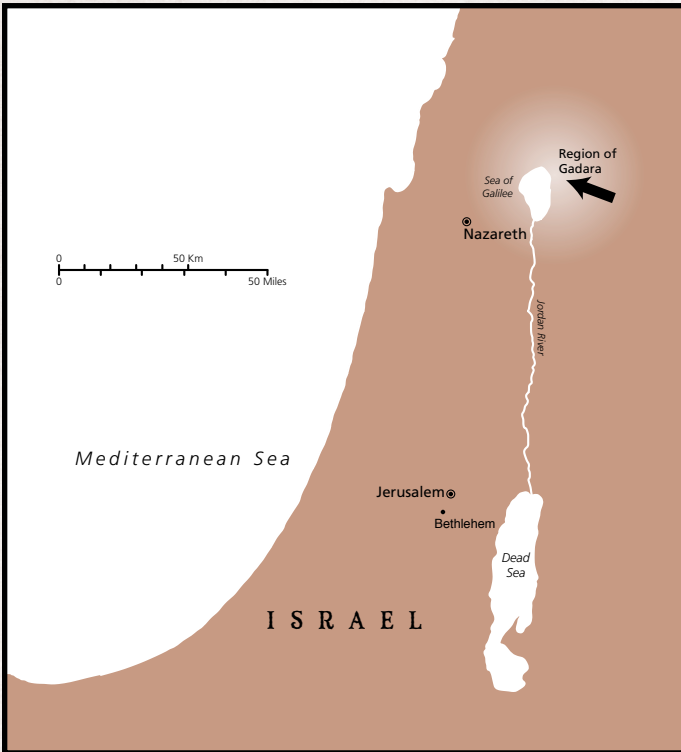 Region of
Gadara
Sea of
Galilee
Nazareth
0 50 Km
0 50 Miles
Jordan River
Mediterranean Sea
Jerusalem
Bethlehem
Dead
Sea
ISRAEL